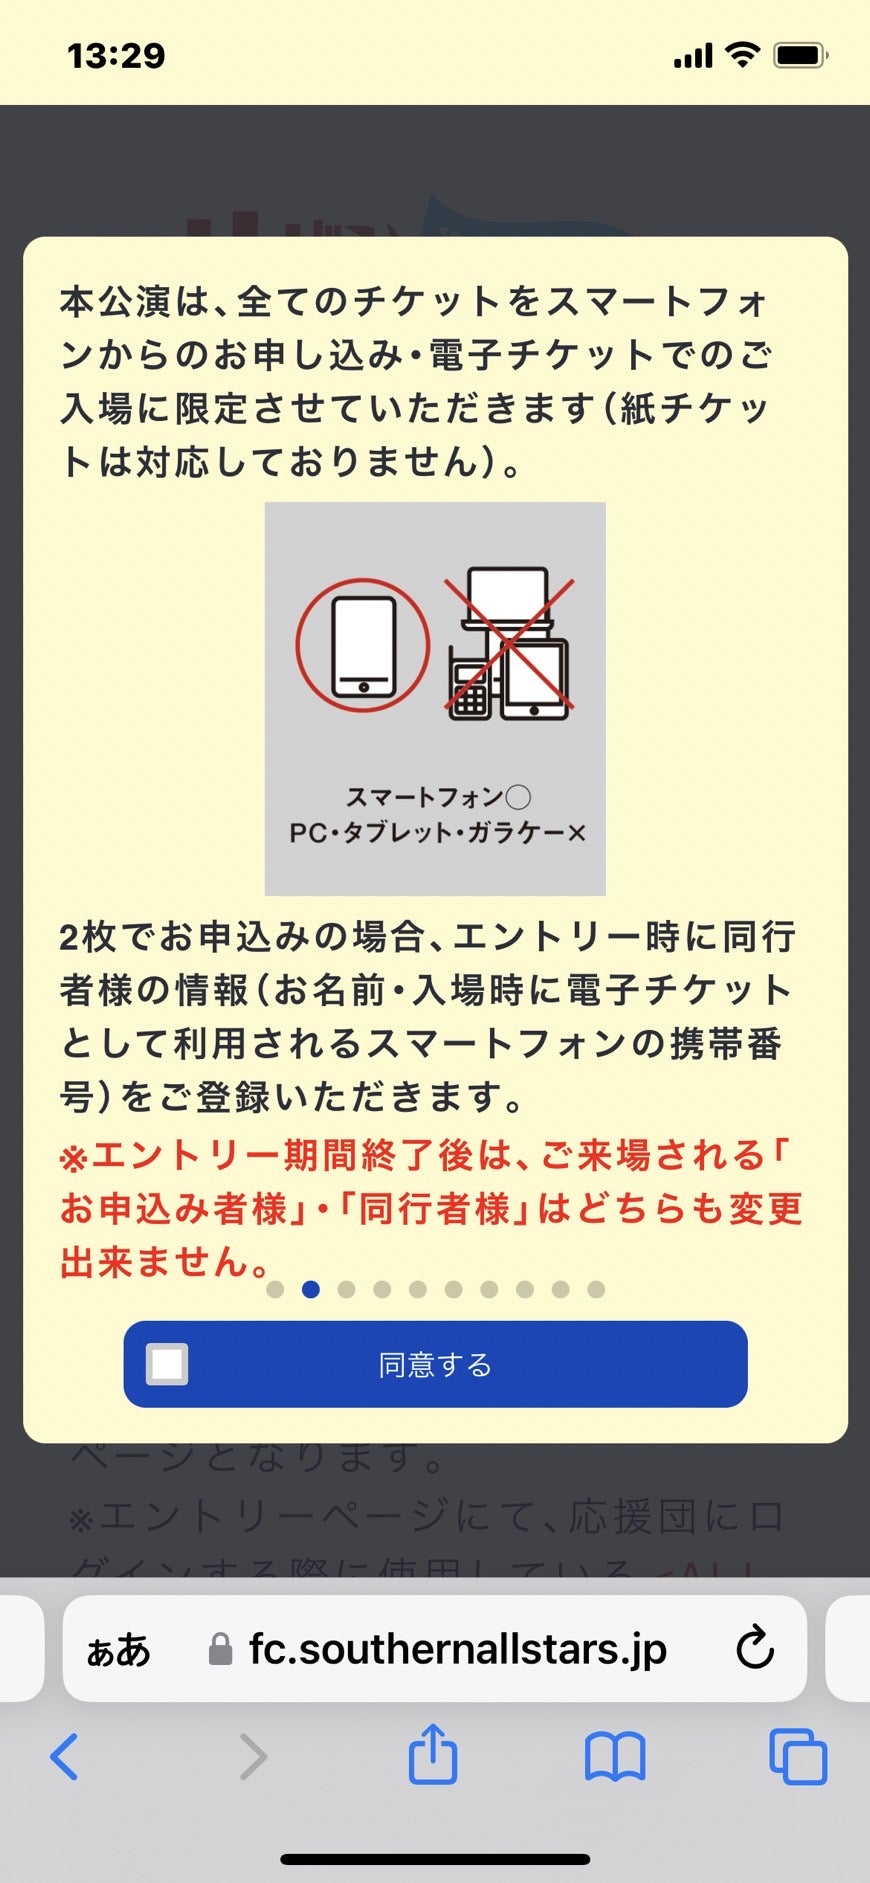 13:29
本公演は、全てのチケットをスマートフォ
ンからのお申し込み・電子チケットでのご
入場に限定させていただきます（紙チケッ
トは対応しておりません）。
スマートフォン○
PC・タブレット・ガラケー×
2枚でお申込みの場合、エントリー時に同行
者様の情報（お名前・入場時に電子チケット
として利用されるスマートフォンの携帯番
号）をご登録いただきます。
※エントリー期間終了後は、ご来場される「
お申込み者様」・「同行者様」はどちらも変更
出来ません。
同意する
ページとなります。
※エントリーページにて、応援団にロ
グインする際に使用している <ALL
ぁあ fc.southernallstars.jp